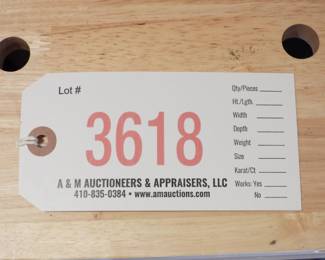 Lot #
3618
A & M AUCTIONEERS & APPRAISERS, LLC
410-835-0384 • www.amauctions.com
Qty/Pieces
Ht./Lgth.
Width
Depth
Weight
Size
Karat/Ct.
Works: Yes
No